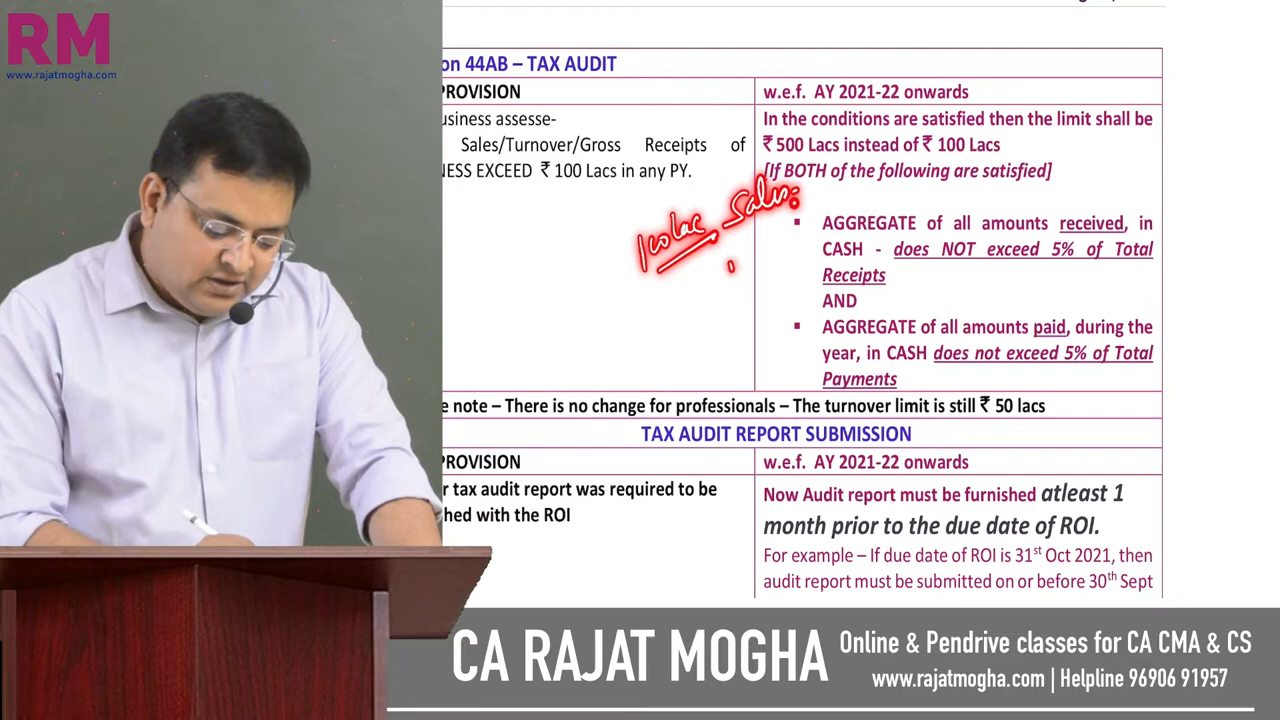 RM
www.rajatmogha.com
on 44AB – TAX AUDIT
PROVISION
w.e.f. AY 2021-22 onwards
usiness assesse-
Sales/Turnover/Gross Receipts of
NESS EXCEED ₹ 100 Lacs in any PY.
In the conditions are satisfied then the limit shall be
₹ 500 Lacs instead of ₹ 100 Lacs
[If BOTH of the following are satisfied]
▪ AGGREGATE of all amounts received, in
CASH - does NOT exceed 5% of Total
Receipts
AND
▪ AGGREGATE of all amounts paid, during the
year, in CASH does not exceed 5% of Total
Payments
e note – There is no change for professionals – The turnover limit is still ₹ 50 lacs
TAX AUDIT REPORT SUBMISSION
PROVISION
w.e.f. AY 2021-22 onwards
r tax audit report was required to be
hed with the ROI
Now Audit report must be furnished atleast 1
month prior to the due date of ROI.
For example – If due date of ROI is 31st Oct 2021, then
audit report must be submitted on or before 30th Sept
CA RAJAT MOGHA
Online & Pendrive classes for CA CMA & CS
www.rajatmogha.com | Helpline 96906 91957